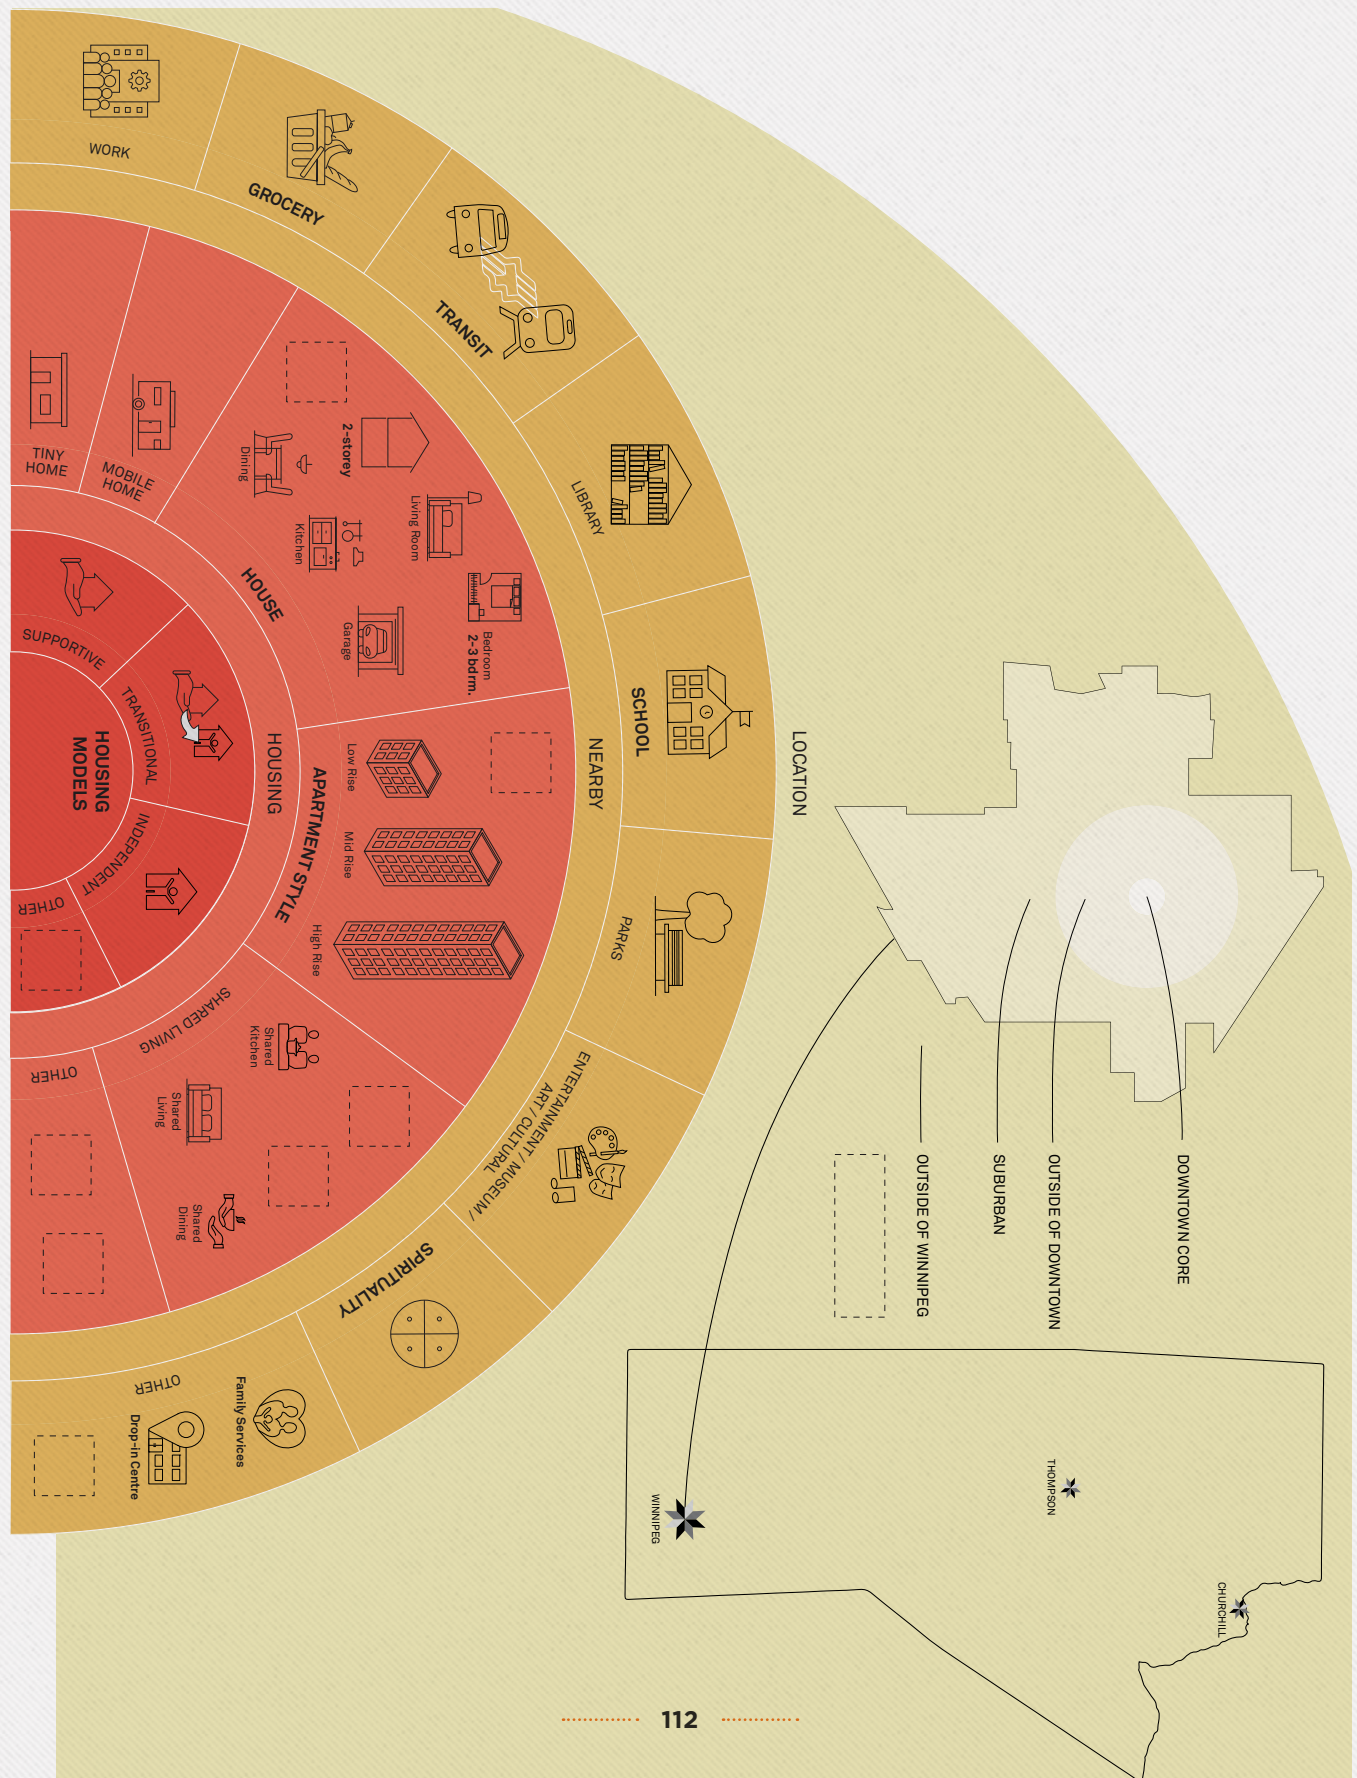 HOUSING
MODELS
SUPPORTIVE
TRANSITIONAL
INDEPENDENT
OTHER
HOUSING
TINY
HOME
MOBILE
HOME
HOUSE
2-storey
Dining
Living Room
Kitchen
Bedroom
2-3 bdrm.
Garage
APARTMENT STYLE
Low Rise
Mid Rise
High Rise
SHARED LIVING
Shared
Kitchen
Shared
Living
Shared
Dining
OTHER
NEARBY
WORK
GROCERY
TRANSIT
LIBRARY
SCHOOL
PARKS
ENTERTAINMENT / MUSEUM /
ART / CULTURAL
SPIRITUALITY
OTHER
Family Services
Drop-in Centre
LOCATION
DOWNTOWN CORE
OUTSIDE OF DOWNTOWN
SUBURBAN
OUTSIDE OF WINNIPEG
CHURCHILL
THOMPSON
WINNIPEG
112